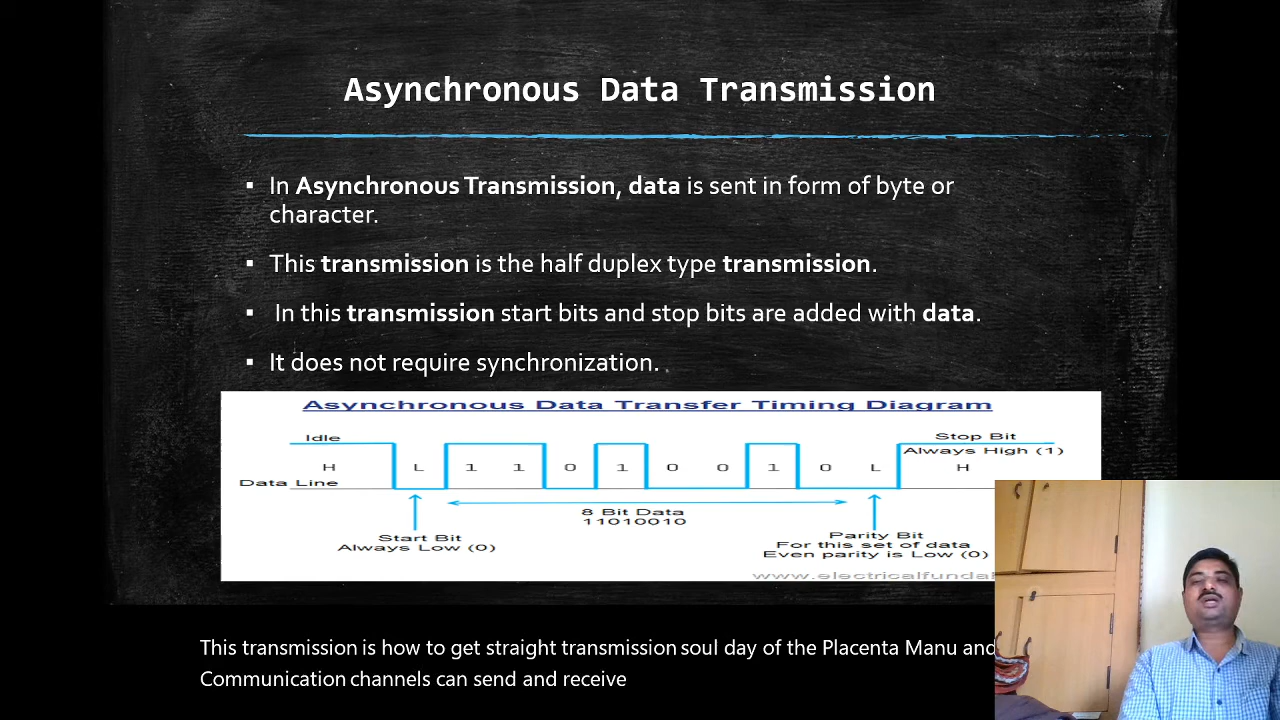 Asynchronous Data Transmission
▪ In Asynchronous Transmission, data is sent in form of byte or
character.
▪ This transmission is the half duplex type transmission.
▪ In this transmission start bits and stop bits are added with data.
▪ It does not require synchronization.
Asynchronous Data Transfer Timing Diagram
Idle
Stop Bit
Always High (1)
H L 1 1 0 1 0 0 1 0 L H
Data Line
8 Bit Data
11010010
Start Bit
Always Low (0)
Parity Bit
For this set of data
Even parity is Low (0)
www.electricalfundai
This transmission is how to get straight transmission soul day of the Placenta Manu and
Communication channels can send and receive